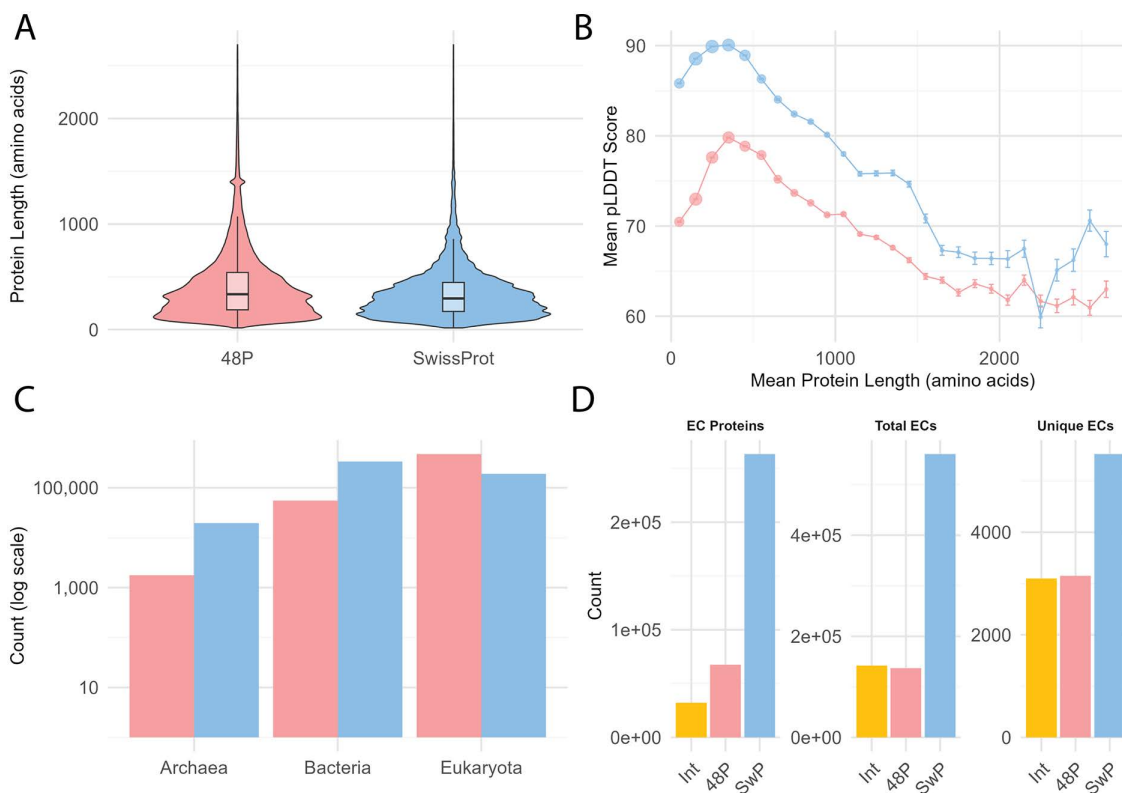 A
Protein Length (amino acids)
2000
1000
0
48P
SwissProt
B
Mean pLDDT Score
90
80
70
60
0
1000
2000
Mean Protein Length (amino acids)
C
Count (log scale)
100,000
1,000
10
Archaea
Bacteria
Eukaryota
D
Count
EC Proteins
2e+05
1e+05
0e+00
Int
48P
SwP
Total ECs
4e+05
2e+05
0e+00
Int
48P
SwP
Unique ECs
4000
2000
0
Int
48P
SwP